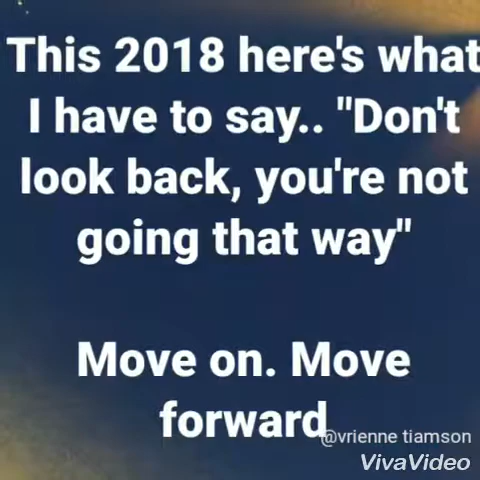 This 2018 here's what
I have to say.. "Don't
look back, you're not
going that way"
Move on. Move
forward
@vrienne tiamson
VivaVideo